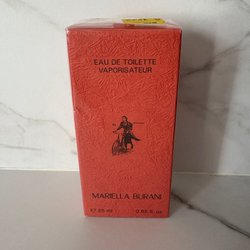 EAU DE TOILETTE
VAPORISATEUR
MARIELLA BURANI
e 25 ml 0.85 fl. oz